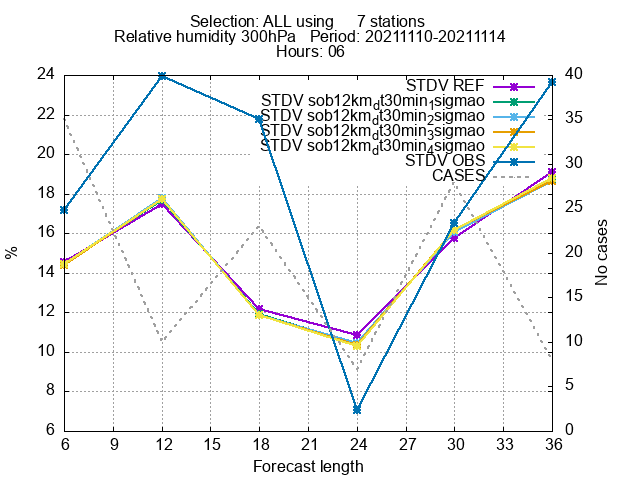 Selection: ALL using 7 stations
Relative humidity 300hPa Period: 20211110-20211114
Hours: 06
24 40
STDV REF
STDV sob12km_dt30min_1sigmao
STDV sob12km_dt30min_2sigmao
STDV sob12km_dt30min_3sigmao
STDV sob12km_dt30min_4sigmao
STDV OBS
CASES
22 35
20 30
18 25
16 20
14 15
12 10
10 5
8 0
6
%
No cases
6 9 12 15 18 21 24 27 30 33 36
Forecast length